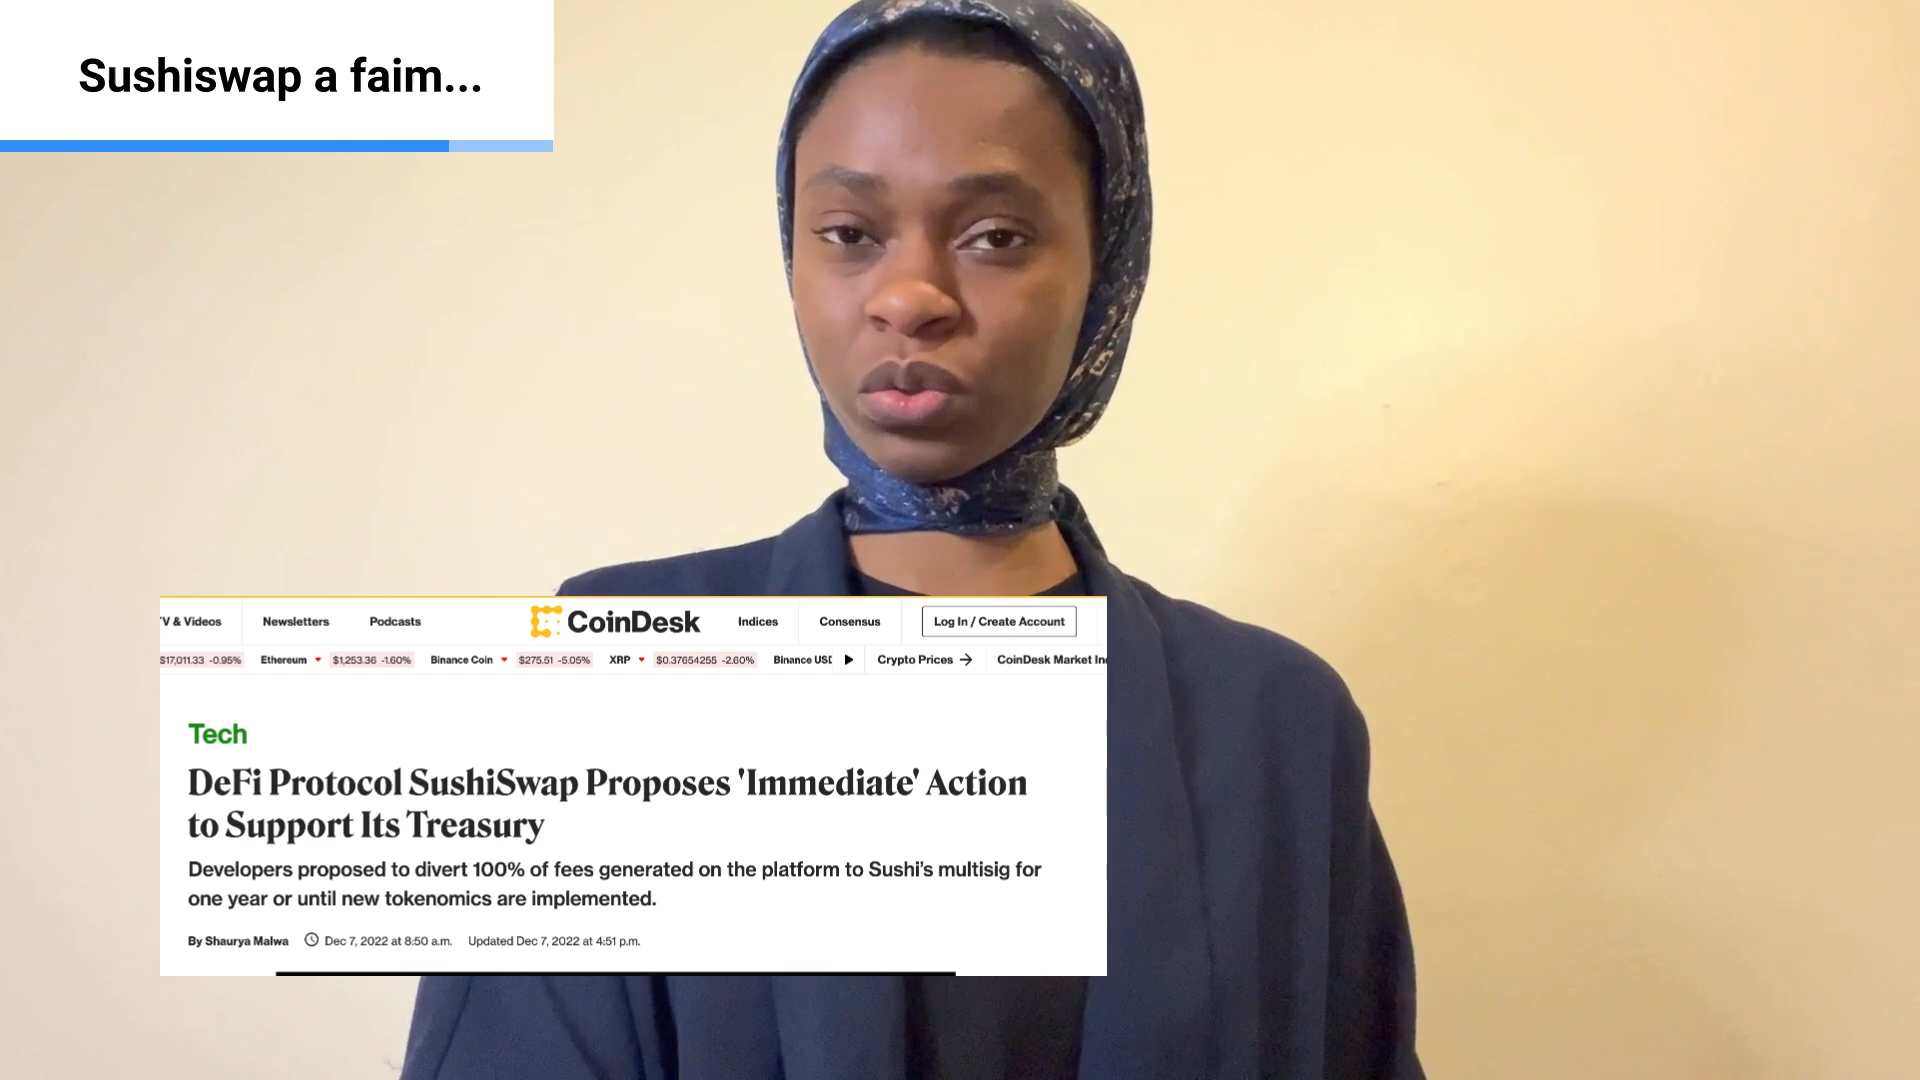 Sushiswap a faim...
TV & Videos Newsletters Podcasts CoinDesk Indices Consensus Log In / Create Account
$17,011.33 -0.95% Ethereum $1,253.36 -1.60% Binance Coin $275.51 -5.05% XRP $0.37654255 -2.60% Binance USD Crypto Prices → CoinDesk Market In
Tech
DeFi Protocol SushiSwap Proposes 'Immediate' Action
to Support Its Treasury
Developers proposed to divert 100% of fees generated on the platform to Sushi's multisig for
one year or until new tokenomics are implemented.
By Shaurya Malwa Dec 7, 2022 at 8:50 a.m. Updated Dec 7, 2022 at 4:51 p.m.